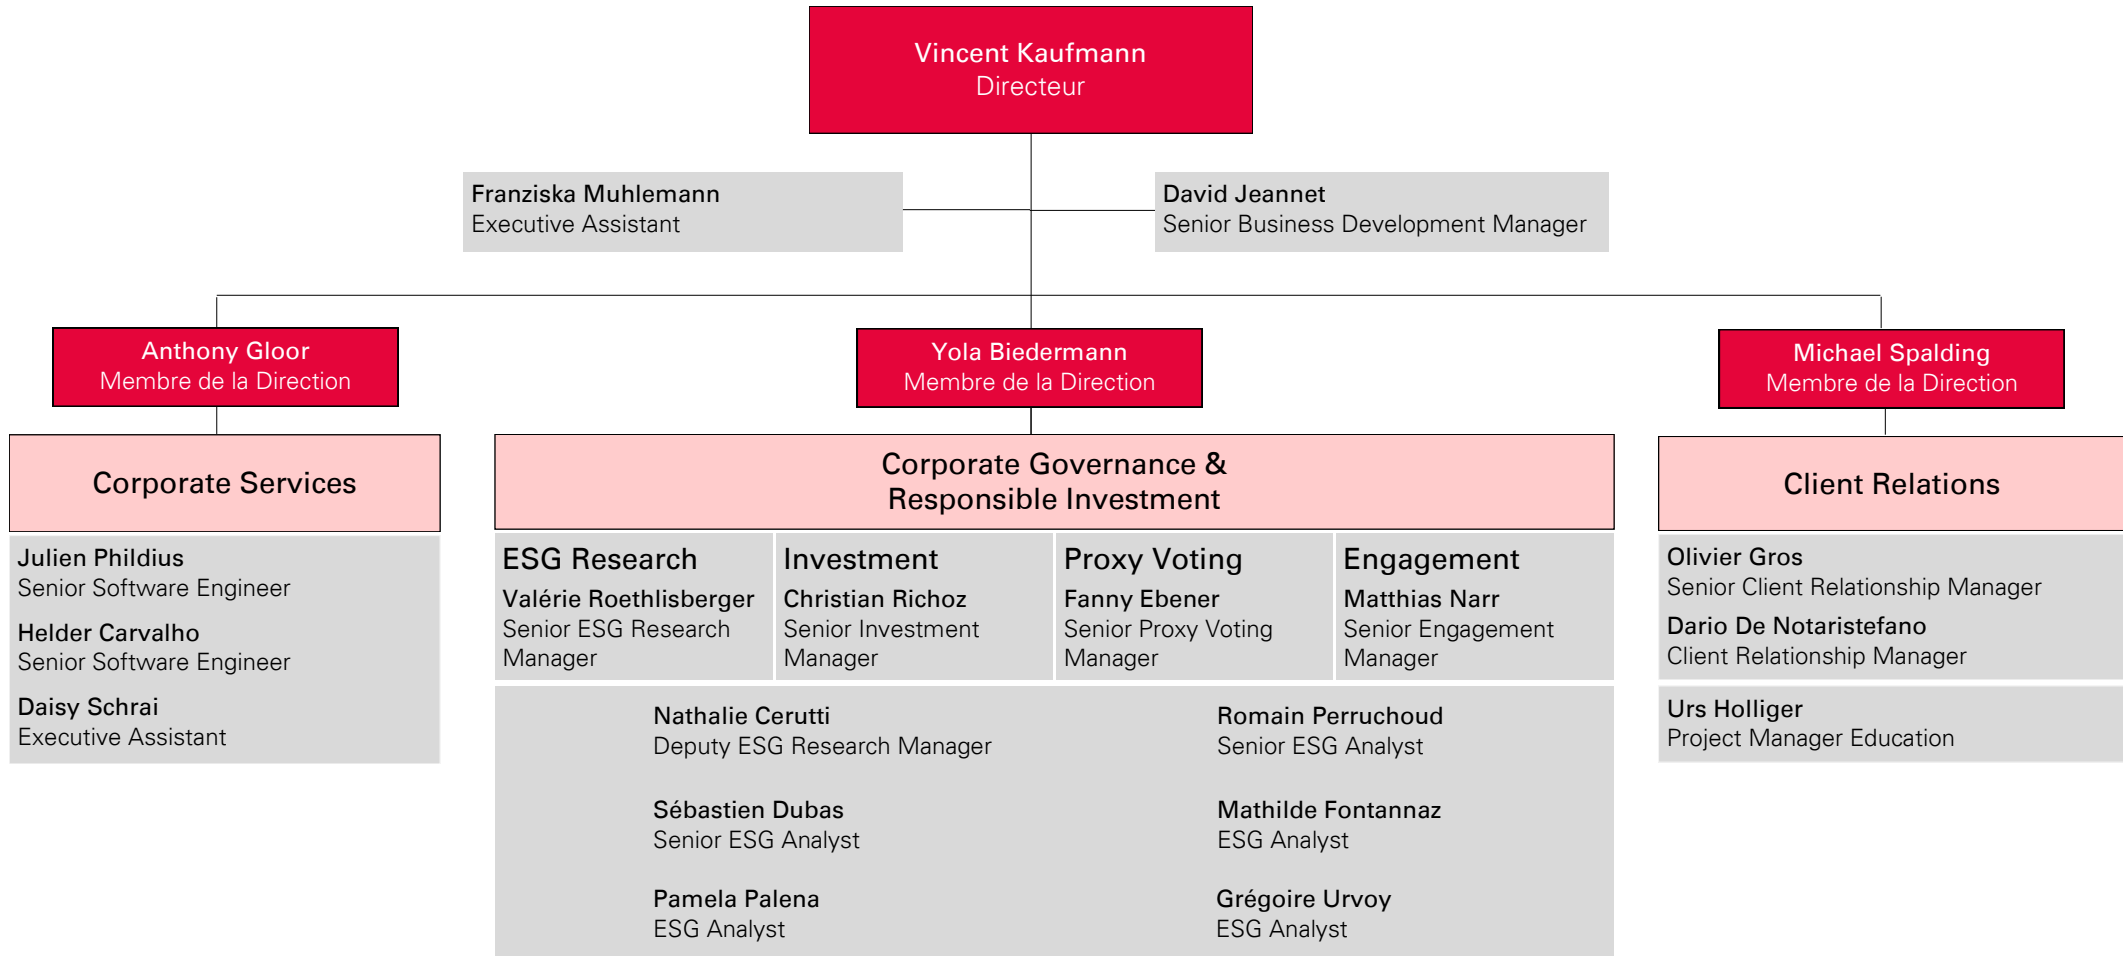 Vincent Kaufmann
Directeur
Franziska Muhlemann
Executive Assistant
David Jeannet
Senior Business Development Manager
Anthony Gloor
Membre de la Direction
Yola Biedermann
Membre de la Direction
Michael Spalding
Membre de la Direction
Corporate Services
Julien Phildius
Senior Software Engineer
Helder Carvalho
Senior Software Engineer
Daisy Schrai
Executive Assistant
Corporate Governance &
Responsible Investment
ESG Research
Valérie Roethlisberger
Senior ESG Research
Manager
Investment
Christian Richoz
Senior Investment
Manager
Proxy Voting
Fanny Ebener
Senior Proxy Voting
Manager
Engagement
Matthias Narr
Senior Engagement
Manager
Nathalie Cerutti
Deputy ESG Research Manager
Romain Perruchoud
Senior ESG Analyst
Sébastien Dubas
Senior ESG Analyst
Mathilde Fontannaz
ESG Analyst
Pamela Palena
ESG Analyst
Grégoire Urvoy
ESG Analyst
Client Relations
Olivier Gros
Senior Client Relationship Manager
Dario De Notaristefano
Client Relationship Manager
Urs Holliger
Project Manager Education